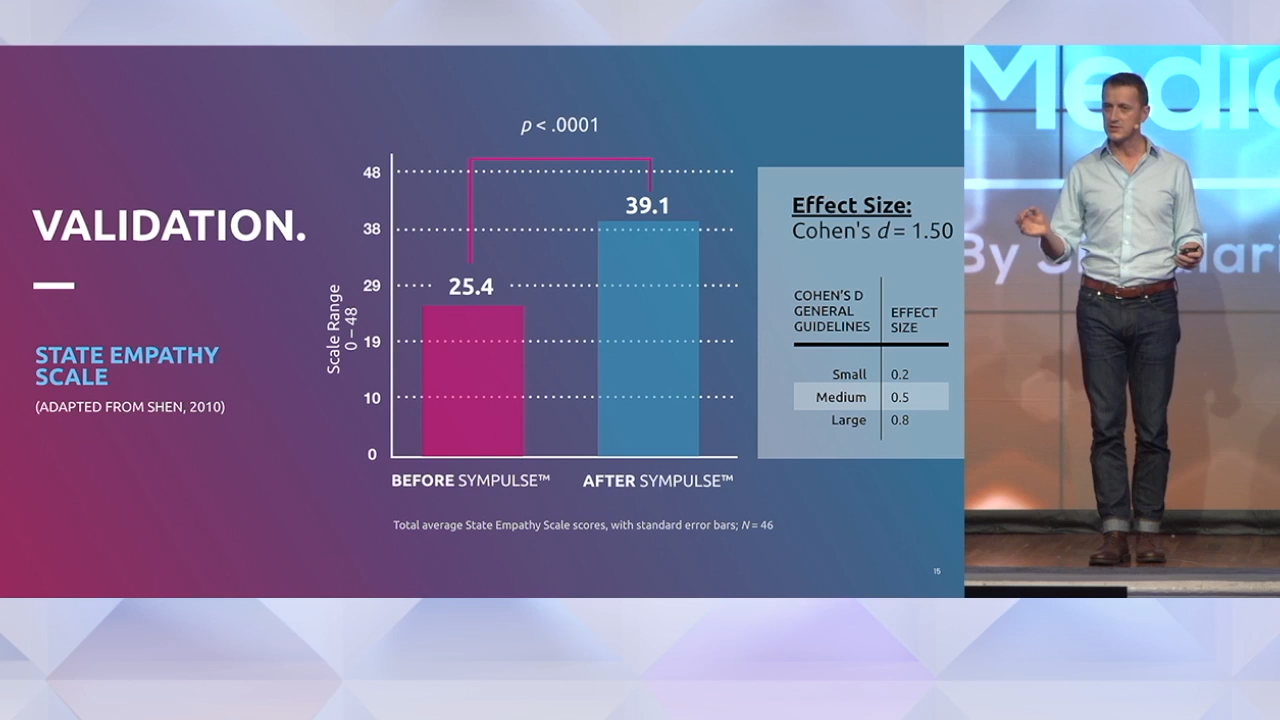 VALIDATION.
STATE EMPATHY
SCALE
(ADAPTED FROM SHEN, 2010)
p < .0001
Scale Range
0 – 48
48
38
29
19
10
0
25.4
39.1
BEFORE SYMPULSE™
AFTER SYMPULSE™
Total average State Empathy Scale scores, with standard error bars; N = 46
Effect Size:
Cohen's d = 1.50
COHEN'S D
GENERAL
GUIDELINES
EFFECT
SIZE
Small 0.2
Medium 0.5
Large 0.8
15
By